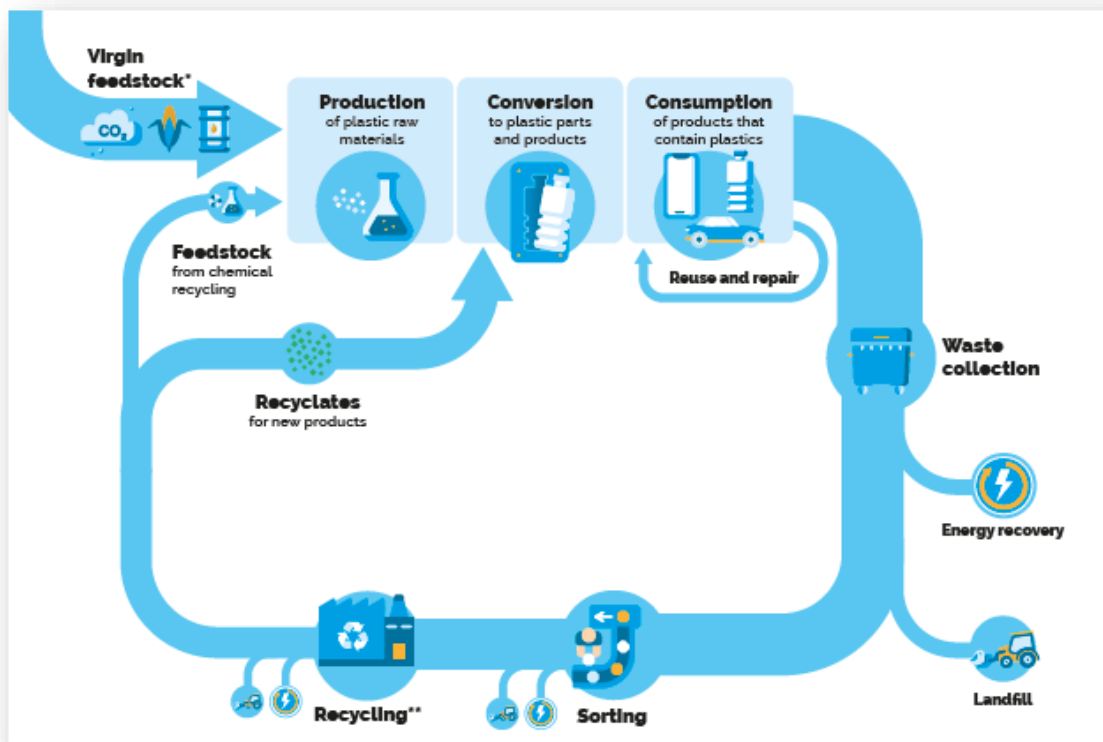 Virgin
feedstock*
CO₂
Production
of plastic raw
materials
Conversion
to plastic parts
and products
Consumption
of products that
contain plastics
Feedstock
from chemical
recycling
Reuse and repair
Waste
collection
Recyclates
for new products
Energy recovery
Landfill
Recycling**
Sorting